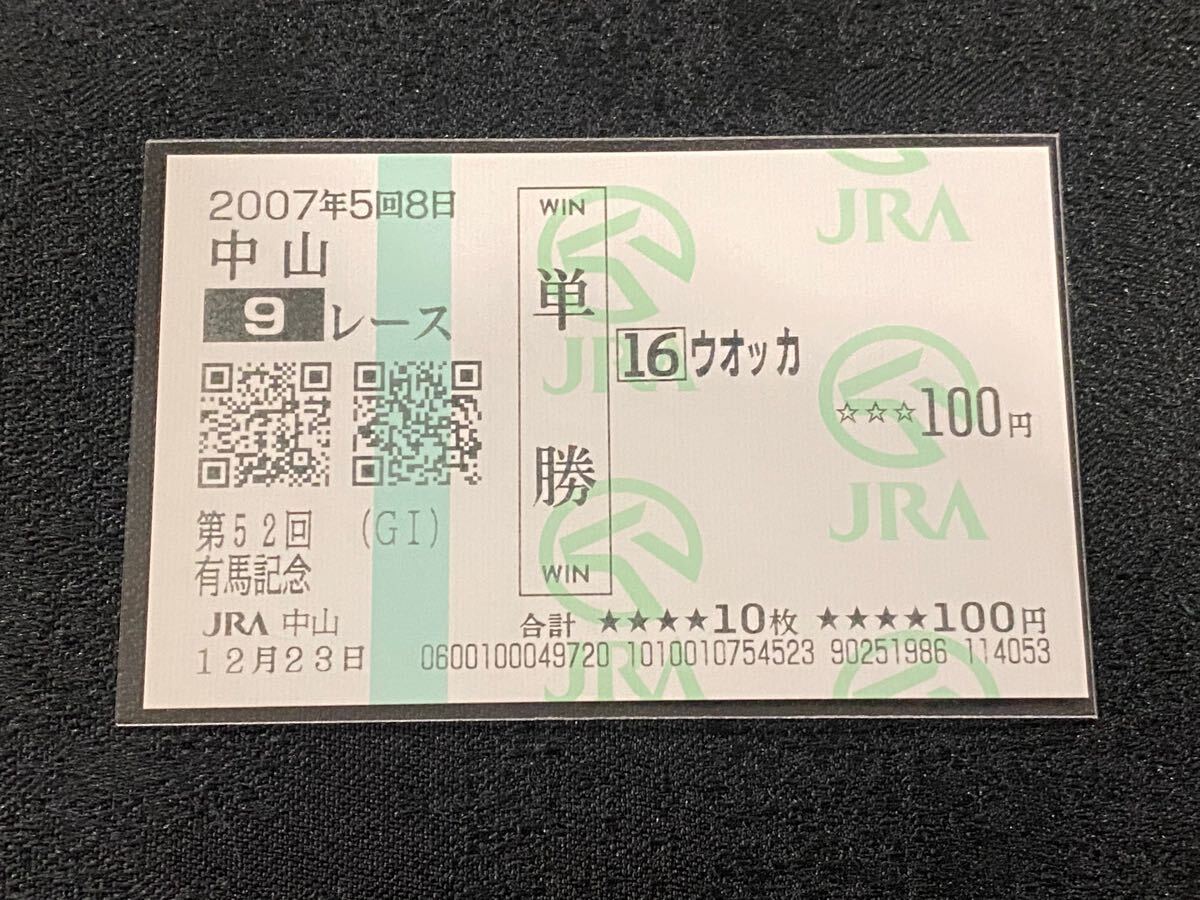 2007年5回8日
中山
9 レース
第52回 (GI)
有馬記念
JRA 中山
12月23日
WIN
単勝
WIN
16 ウオッカ
☆☆☆100円
合計 ★★★★10枚 ★★★★100円
0600100049720 1010010754523 90251986 114053
JRA
JRA
JRA
JRA